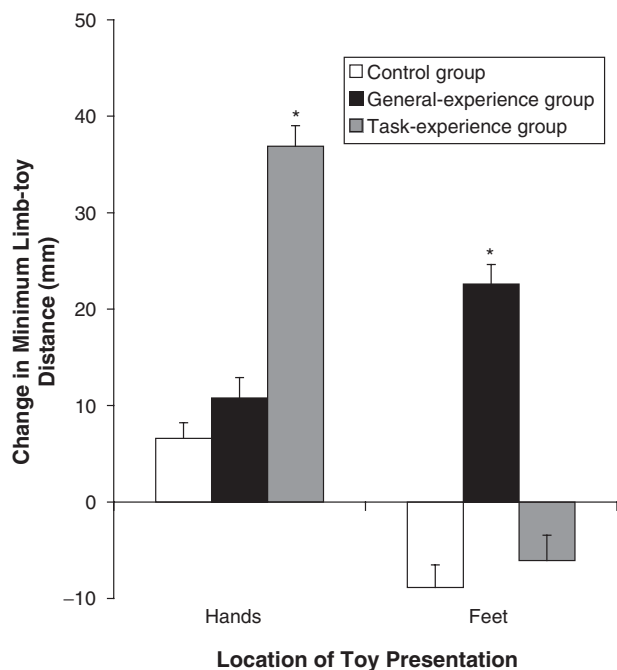 50
40
30
20
10
0
−10
Change in Minimum Limb-toy
Distance (mm)
Control group
General-experience group
Task-experience group
*
*
Hands
Feet
Location of Toy Presentation